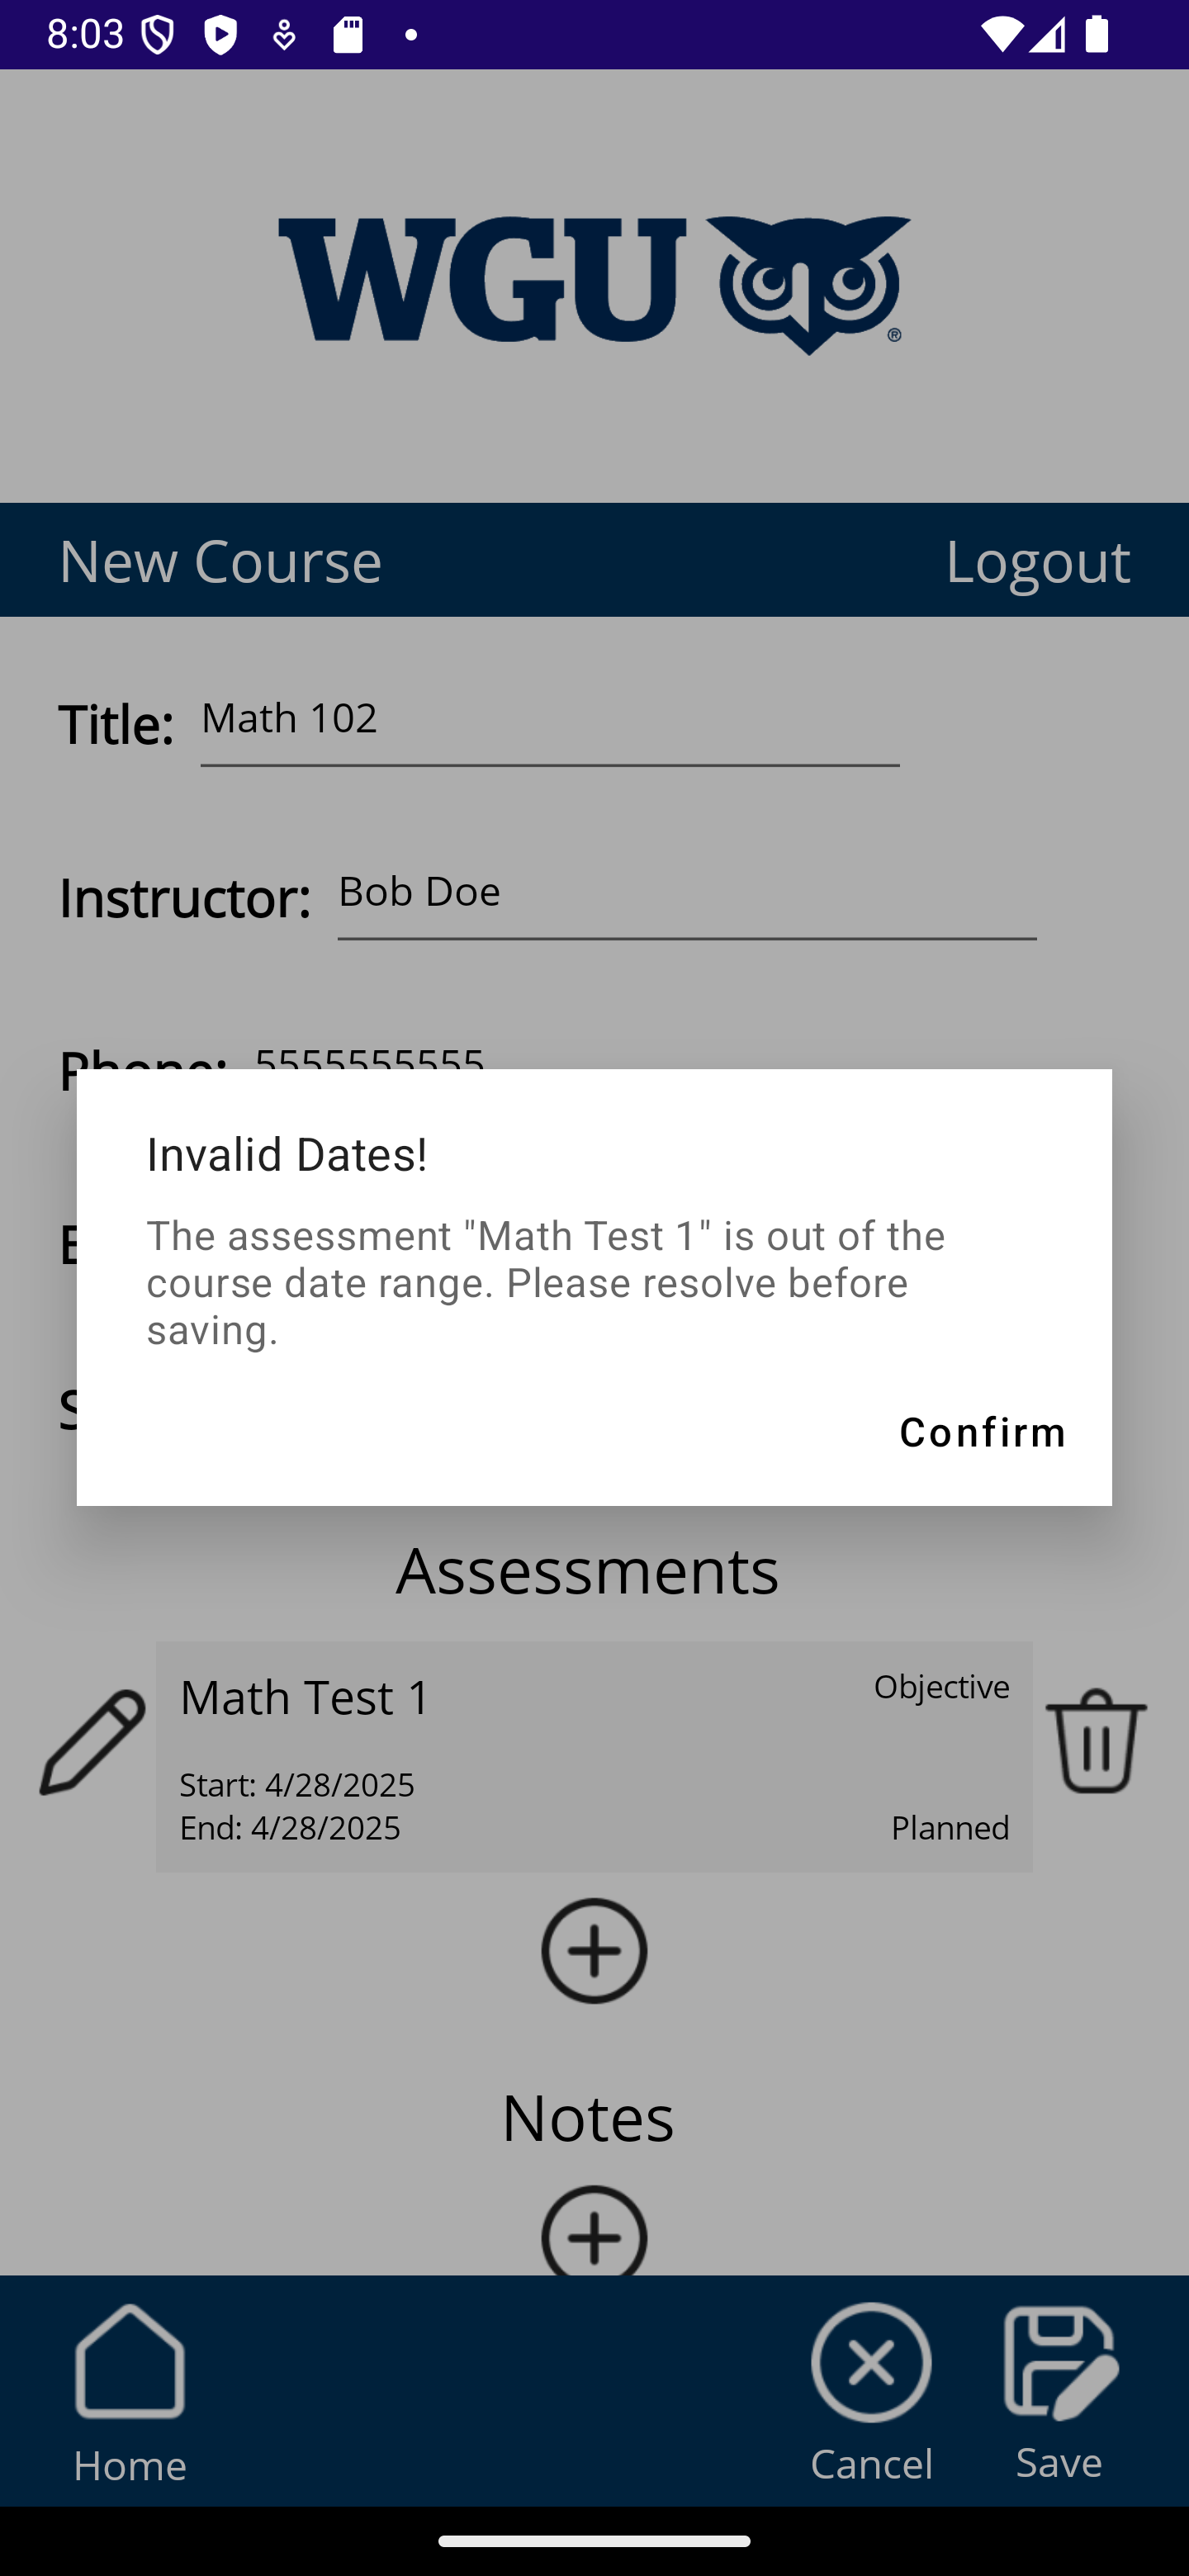 8:03
WGU
®
New Course
Logout
Title: Math 102
Instructor: Bob Doe
Phone: 5555555555
Invalid Dates!
The assessment "Math Test 1" is out of the
course date range. Please resolve before
saving.
Confirm
Assessments
Math Test 1
Objective
Start: 4/28/2025
End: 4/28/2025
Planned
Notes
Home
Cancel
Save